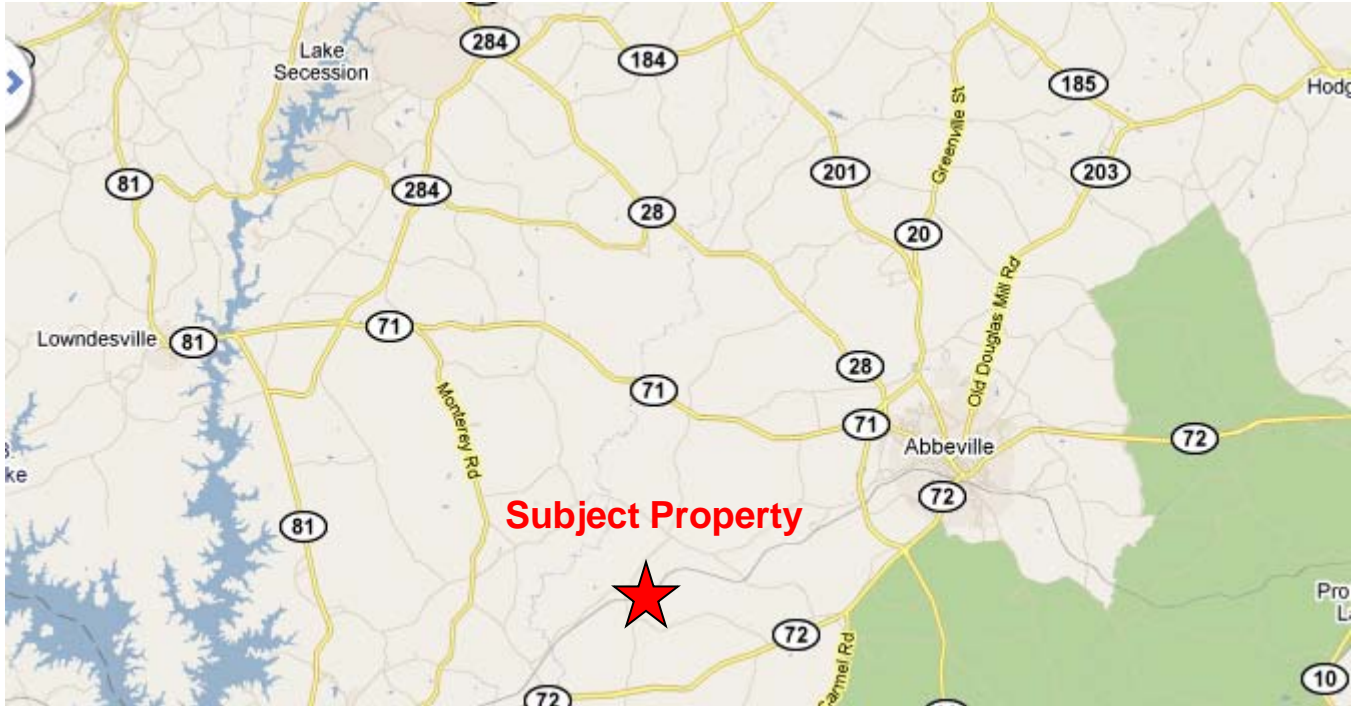 284
Lake
Secession
184
185
Hodg
81
284
201
Greenville St
203
28
20
Old Douglas Mill Rd
Lowndesville
81
71
28
71
Monterey Rd
71
Abbeville
72
ke
72
Subject Property
81
Pro
La
72
Carmel Rd
10
72